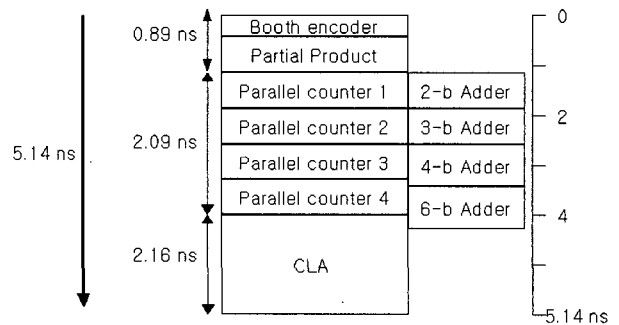 Booth encoder
0
0.89 ns
Partial Product
Parallel counter 1
2-b Adder
Parallel counter 2
3-b Adder
2
2.09 ns
5.14 ns
Parallel counter 3
4-b Adder
Parallel counter 4
6-b Adder
4
2.16 ns
CLA
5.14 ns